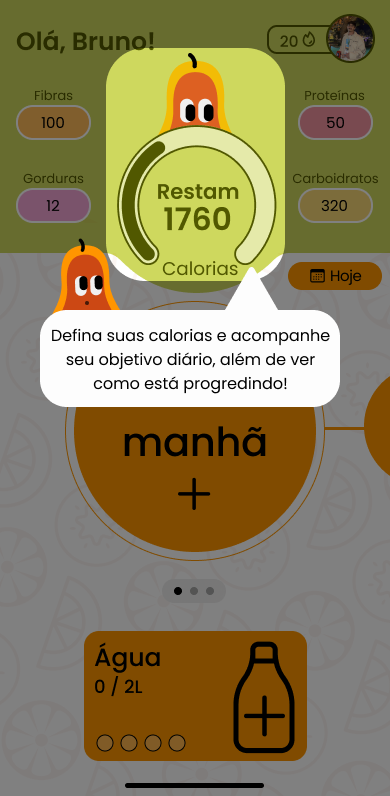 Olá, Bruno!
20
Fibras
100
Proteínas
50
Gorduras
12
Carboidratos
320
Restam
1760
Calorias
Hoje
Defina suas calorias e acompanhe
seu objetivo diário, além de ver
como está progredindo!
manhã
Água
0 / 2L